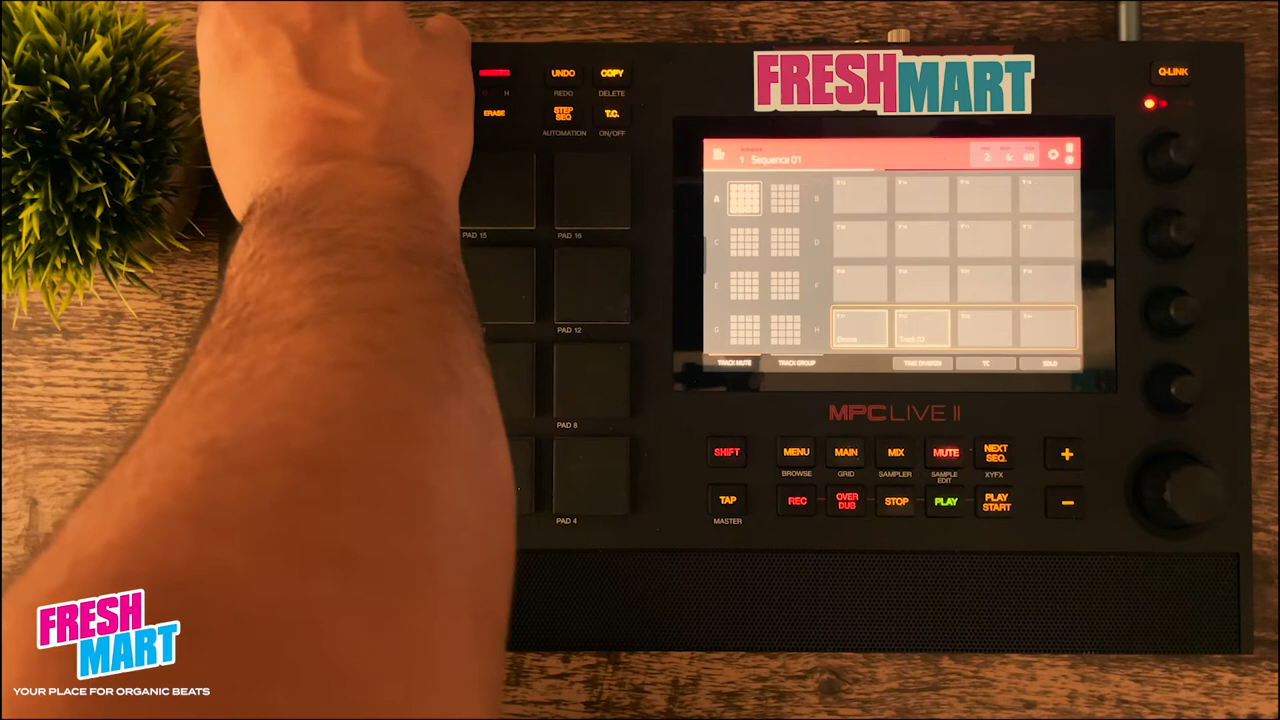 FRESHMART
Q-LINK
UNDO
COPY
REDO
DELETE
ERASE
STEP SEQ
T.C.
AUTOMATION
ON/OFF
1 Sequence 01
A
B
C
D
E
F
G
H
Drums
TRACK MUTE
TRACK GROUP
TIME DIVISION
TC
SOLO
PAD 15
PAD 16
PAD 12
PAD 8
PAD 4
MPC LIVE II
SHIFT
MENU
MAIN
MIX
MUTE
NEXT SEQ.
+
BROWSE
GRID
SAMPLER
SAMPLE EDIT
XYFX
TAP
REC
OVER DUB
STOP
PLAY
PLAY START
−
MASTER
FRESH
MART
YOUR PLACE FOR ORGANIC BEATS